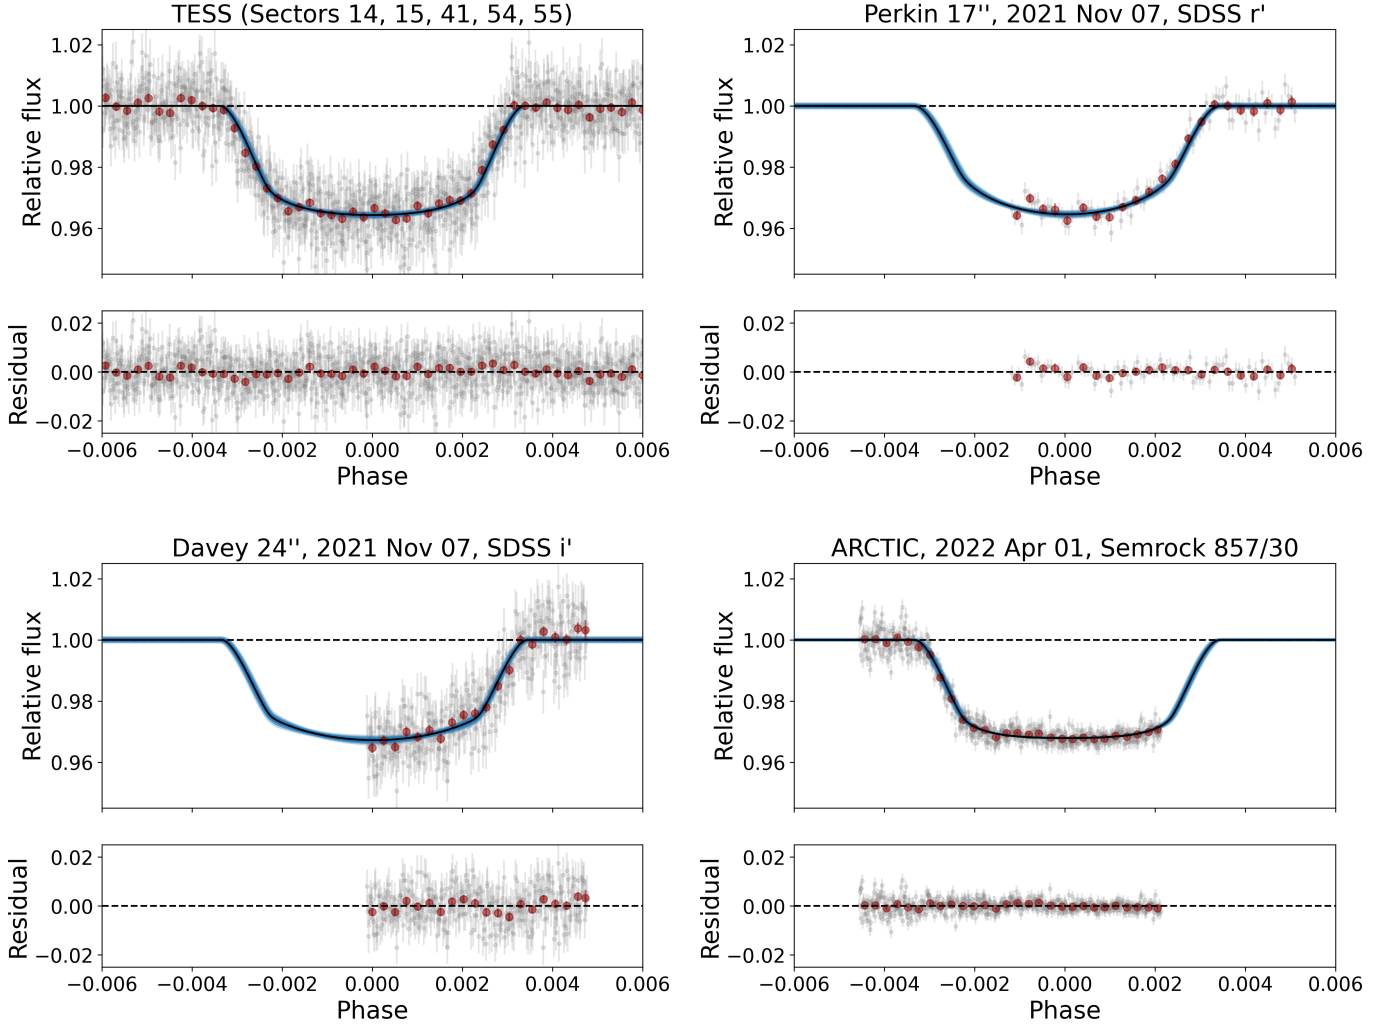 TESS (Sectors 14, 15, 41, 54, 55)
1.02
1.00
0.98
0.96
Relative flux
0.02
0.00
−0.02
Residual
−0.006 −0.004 −0.002 0.000 0.002 0.004 0.006
Phase
Perkin 17'', 2021 Nov 07, SDSS r'
1.02
1.00
0.98
0.96
Relative flux
0.02
0.00
−0.02
Residual
−0.006 −0.004 −0.002 0.000 0.002 0.004 0.006
Phase
Davey 24'', 2021 Nov 07, SDSS i'
1.02
1.00
0.98
0.96
Relative flux
0.02
0.00
−0.02
Residual
−0.006 −0.004 −0.002 0.000 0.002 0.004 0.006
Phase
ARCTIC, 2022 Apr 01, Semrock 857/30
1.02
1.00
0.98
0.96
Relative flux
0.02
0.00
−0.02
Residual
−0.006 −0.004 −0.002 0.000 0.002 0.004 0.006
Phase